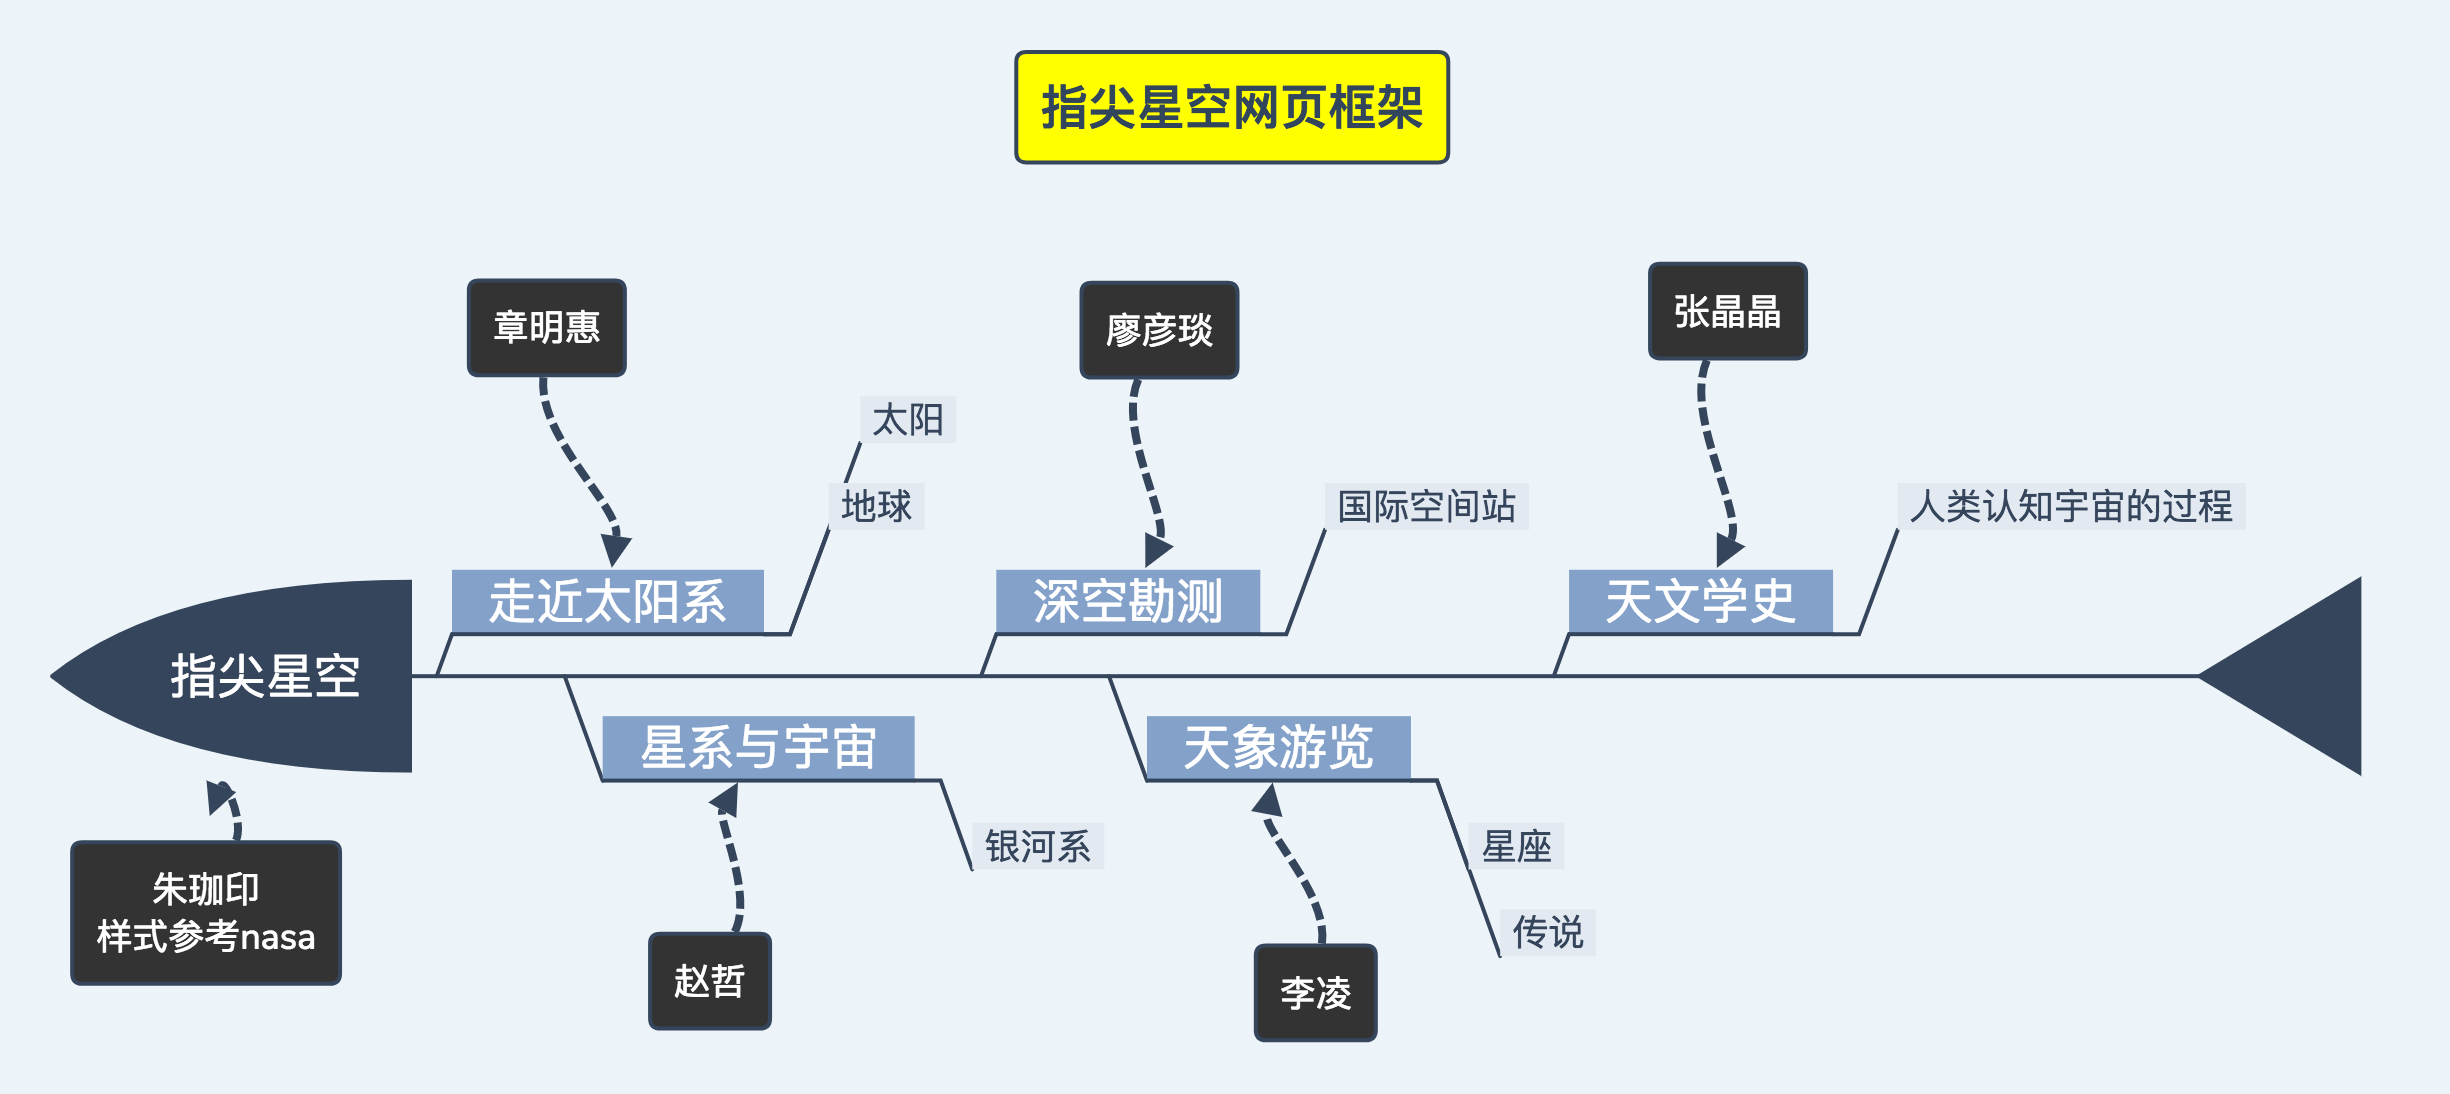 指尖星空网页框架
章明惠
廖彦琰
张晶晶
太阳
地球
国际空间站
人类认知宇宙的过程
走近太阳系
深空勘测
天文学史
指尖星空
星系与宇宙
天象游览
银河系
星座
传说
朱珈印
样式参考nasa
赵哲
李凌